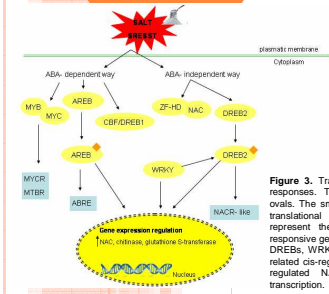 SALT
STRESS
plasmatic membrane
Cytoplasm
ABA- dependent way
ABA- independent way
MYB
MYC
AREB
CBF/DREB1
ZF-HD
NAC
DREB2
AREB
WRKY
DREB2
MYCR
MTBR
ABRE
NACR- like
Gene expression regulation
NAC, chitinase, glutathione S-transferase
Nucleus
Figure 3. Tra
responses. T
ovals. The sm
translational
represent the
responsive ge
DREBs, WRK
related cis-reg
regulated NA
transcription.